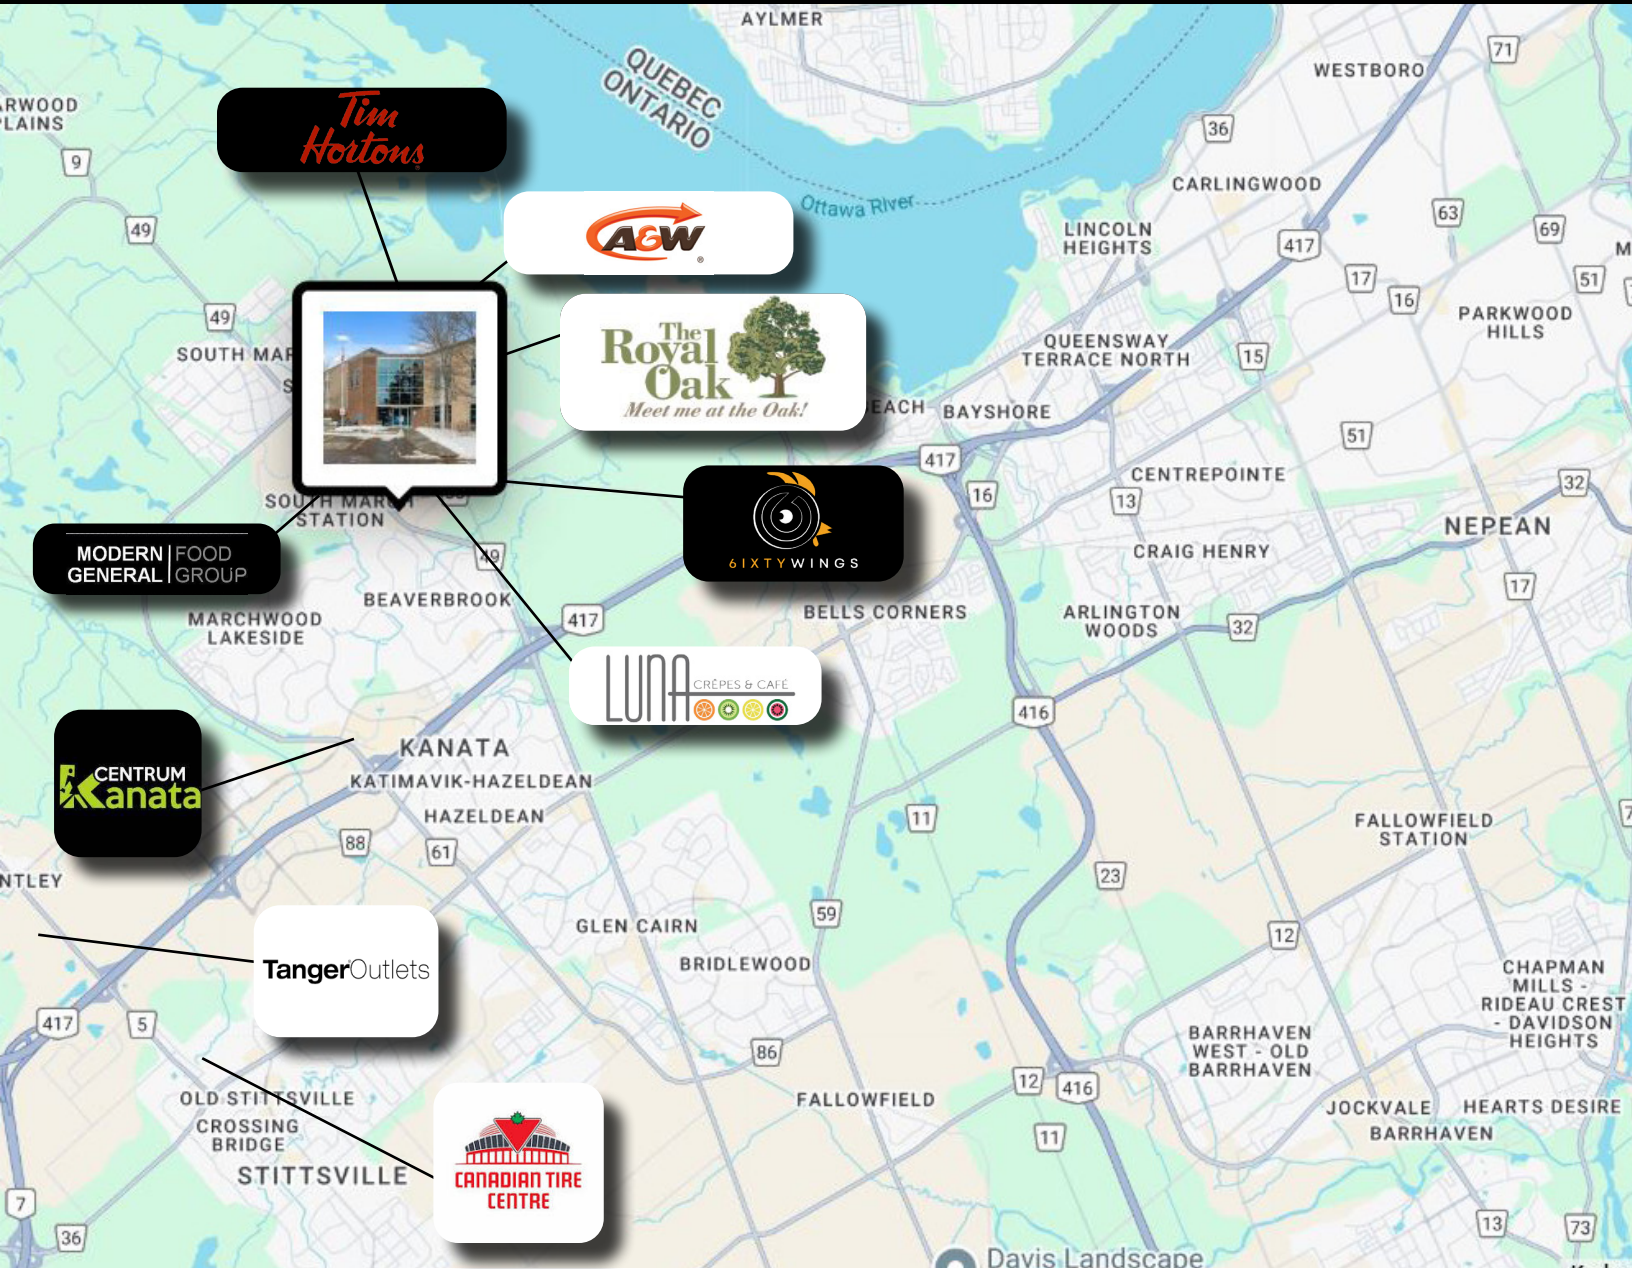 AYLMER
71
WESTBORO
QUEBEC
ONTARIO
Tim
Hortons
9
36
CARLINGWOOD
Ottawa River
49
A&W
LINCOLN
HEIGHTS
63
69
417
17
51
16
49
PARKWOOD
HILLS
The
Royal
Oak
Meet me at the Oak!
QUEENSWAY
TERRACE NORTH
15
BAYSHORE
51
417
CENTREPOINTE
32
16
13
SOUTH MARCH
STATION
NEPEAN
6IXTYWINGS
MODERN FOOD
GENERAL GROUP
49
CRAIG HENRY
17
BEAVERBROOK
MARCHWOOD
LAKESIDE
417
BELLS CORNERS
ARLINGTON
WOODS
32
LUNA
CRÊPES & CAFÉ
416
CENTRUM
Kanata
KANATA
KATIMAVIK-HAZELDEAN
HAZELDEAN
11
88
61
FALLOWFIELD
STATION
23
59
GLEN CAIRN
12
BRIDLEWOOD
TangerOutlets
CHAPMAN
MILLS -
RIDEAU CREST
- DAVIDSON
HEIGHTS
417
5
BARRHAVEN
WEST - OLD
BARRHAVEN
86
12
416
OLD STITTSVILLE
FALLOWFIELD
JOCKVALE
HEARTS DESIRE
CROSSING
BRIDGE
11
BARRHAVEN
STITTSVILLE
CANADIAN TIRE
CENTRE
7
36
13
73
Davis Landscape